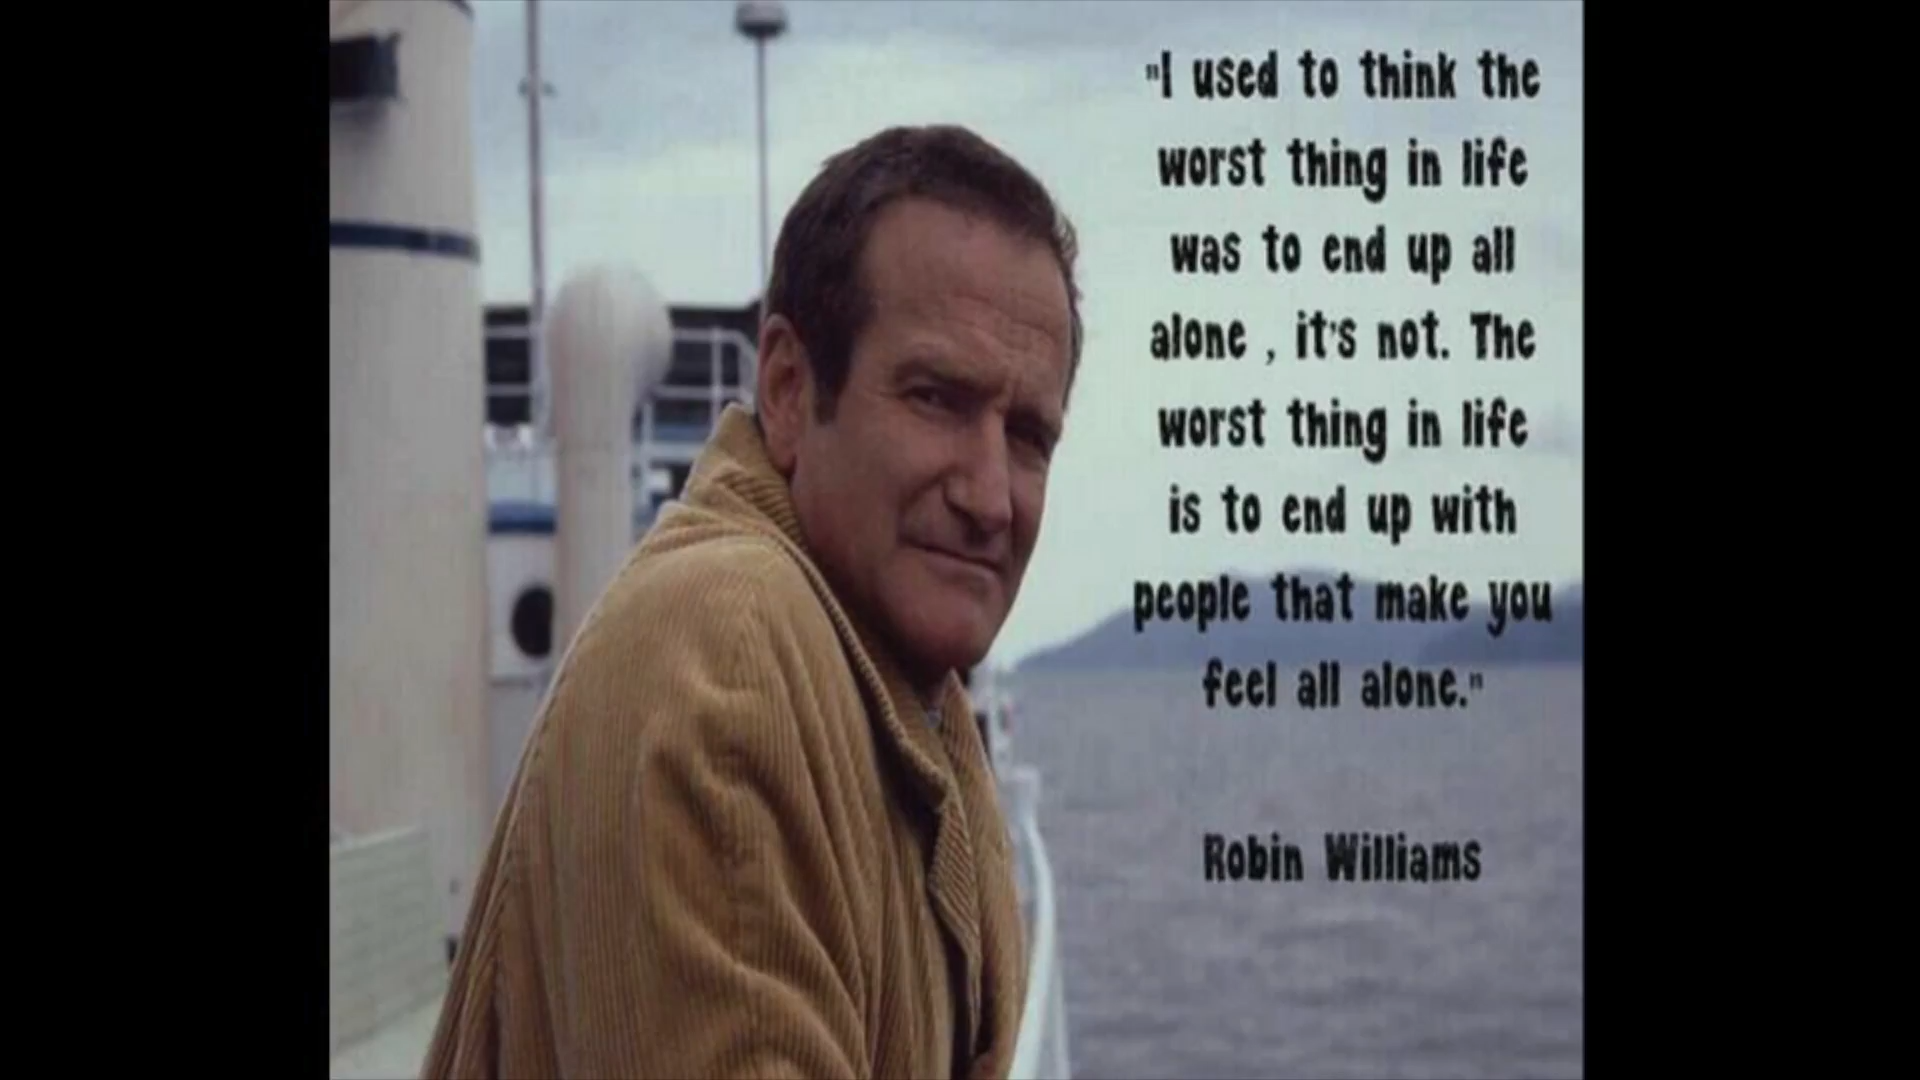 "I used to think the
worst thing in life
was to end up all
alone , it's not. The
worst thing in life
is to end up with
people that make you
feel all alone."
Robin Williams